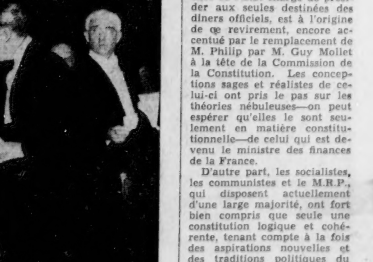 der aux seules destinées des
dîners officiels, est à l'origine
de ce revirement, encore ac-
centué par le remplacement de
M. Philip par M. Guy Mollet
à la tête de la Commission de
la Constitution. Les concep-
tions sages et réalistes de ce-
lui-ci ont pris le pas sur les
théories nébuleuses—on peut
espérer qu'elles le sont seu-
lement en matière constitu-
tionnelle—de celui qui est de-
venu le ministre des finances
de la France.
D'autre part, les socialistes,
les communistes et le M.R.P.,
qui disposent actuellement
d'une large majorité, ont fort
bien compris que seule une
constitution logique et cohé-
rente, tenant compte à la fois
des aspirations nouvelles et
des traditions politiques du